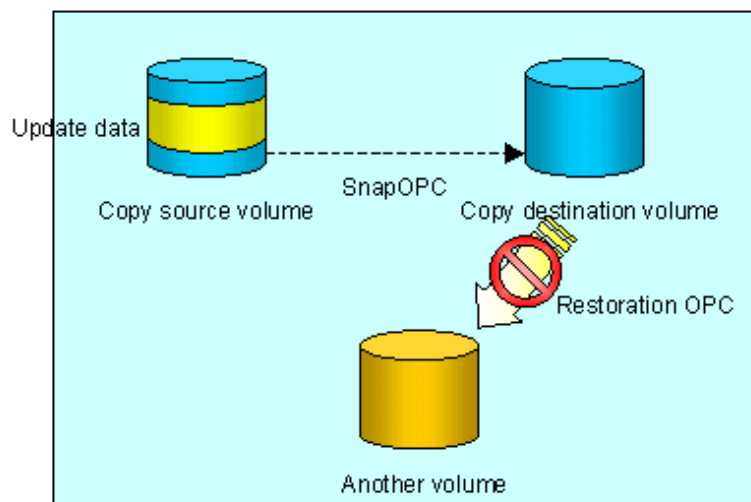 Update data
SnapOPC
Copy source volume
Copy destination volume
Restoration OPC
Another volume